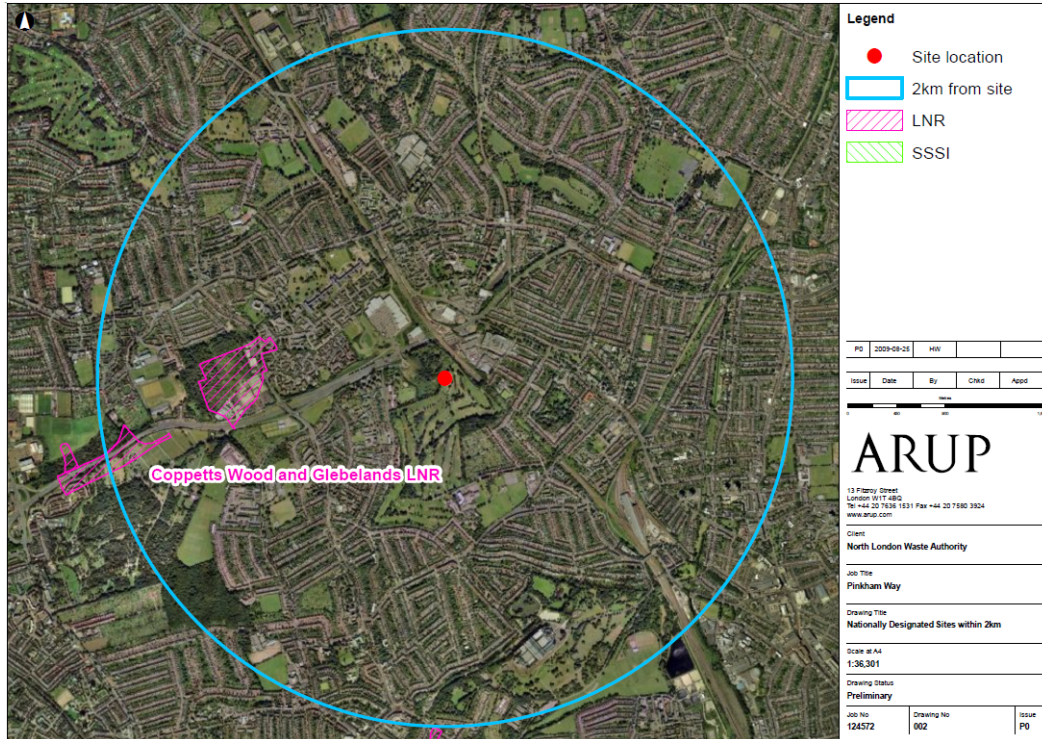 Coppetts Wood and Glebelands LNR
Legend
Site location
2km from site
LNR
SSSI
P0 2009-08-25 HW
Issue Date By Chkd Appd
Metres
0
ARUP
13 Fitzroy Street
London W1T 4BQ
Tel +44 20 7636 1531 Fax +44 20 7580 3924
www.arup.com
Client
North London Waste Authority
Job Title
Pinkham Way
Drawing Title
Nationally Designated Sites within 2km
Scale at A4
1:36,301
Drawing Status
Preliminary
Job No Drawing No Issue
124572 002 P0